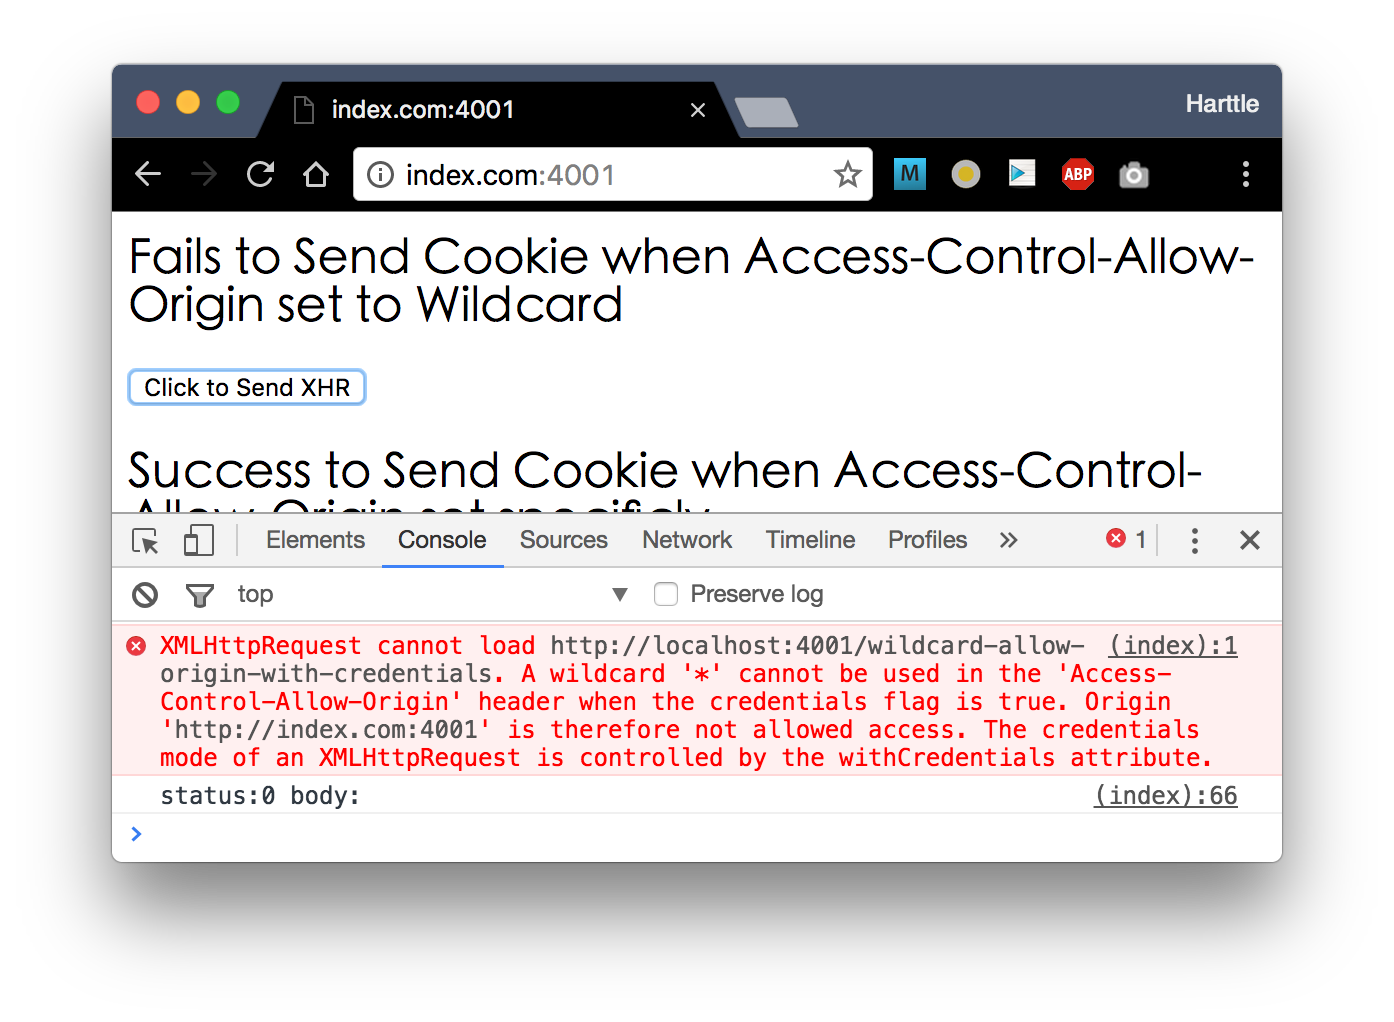 index.com:4001
Harttle
index.com:4001
M
ABP
Fails to Send Cookie when Access-Control-Allow-
Origin set to Wildcard
Click to Send XHR
Success to Send Cookie when Access-Control-
Allow-Origin set specificly
Elements Console Sources Network Timeline Profiles » 1
top Preserve log
XMLHttpRequest cannot load http://localhost:4001/wildcard-allow- (index):1
origin-with-credentials. A wildcard '*' cannot be used in the 'Access-
Control-Allow-Origin' header when the credentials flag is true. Origin
'http://index.com:4001' is therefore not allowed access. The credentials
mode of an XMLHttpRequest is controlled by the withCredentials attribute.
status:0 body: (index):66